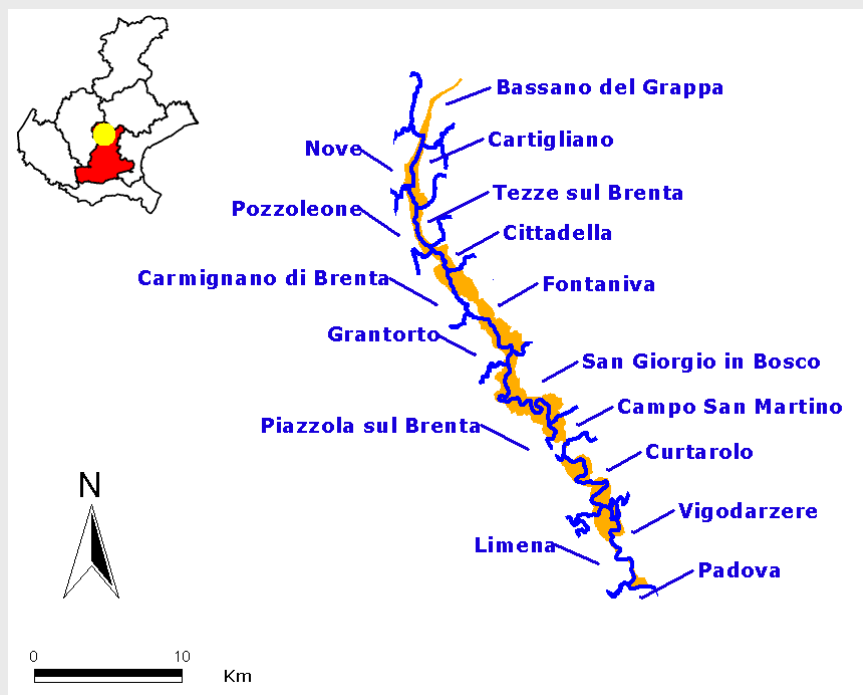 Bassano del Grappa
Cartigliano
Nove
Tezze sul Brenta
Pozzoleone
Cittadella
Carmignano di Brenta
Fontaniva
Grantorto
San Giorgio in Bosco
Campo San Martino
Piazzola sul Brenta
Curtarolo
N
Vigodarzere
Limena
Padova
0 10
Km